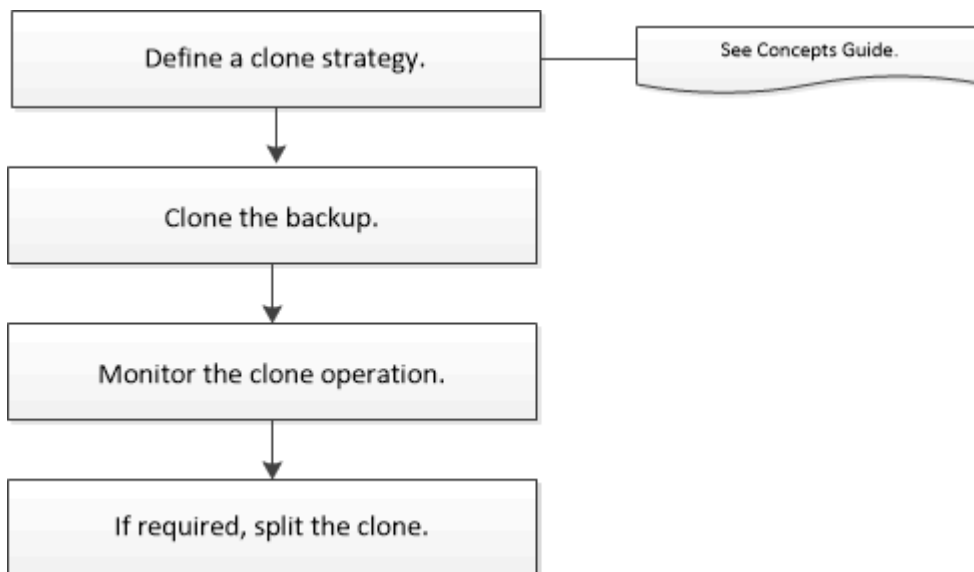 Define a clone strategy.
See Concepts Guide.
Clone the backup.
Monitor the clone operation.
If required, split the clone.